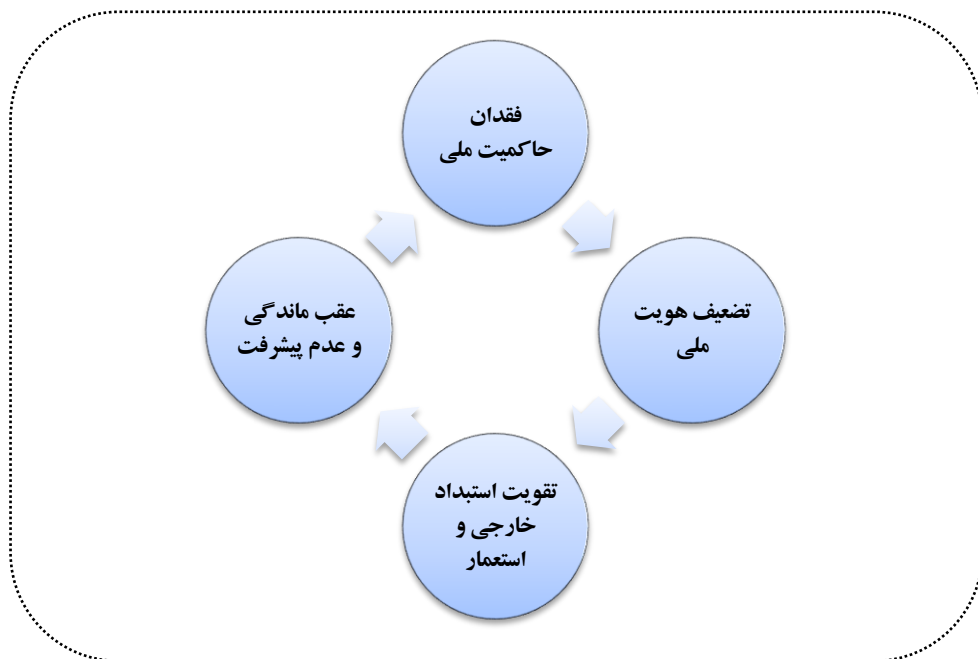 فقدان
حاکمیت ملی
تضعیف هویت
ملی
تقویت استبداد
خارجی و
استعمار
عقب ماندگی
و عدم پیشرفت